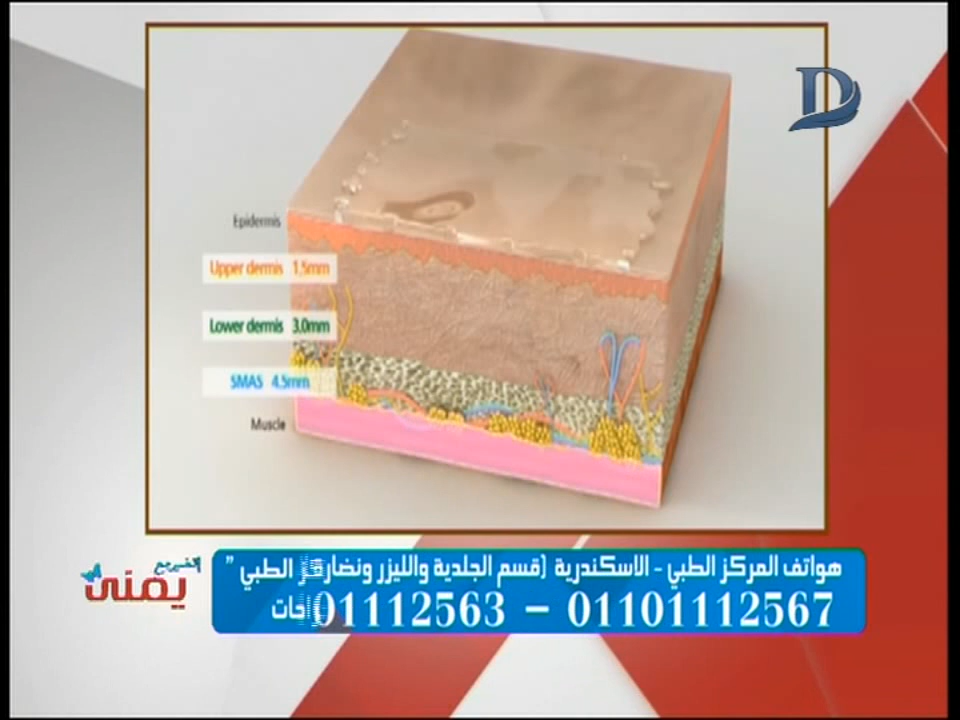 Epidermis
Upper dermis 1,5mm
Lower dermis 3.0mm
SMAS 4.5mm
Muscle
هواتف المركز الطبي - الاسكندرية (قسم الجلدية والليزر ونضار الطبي "
01101112567 - 01112563
يمنى